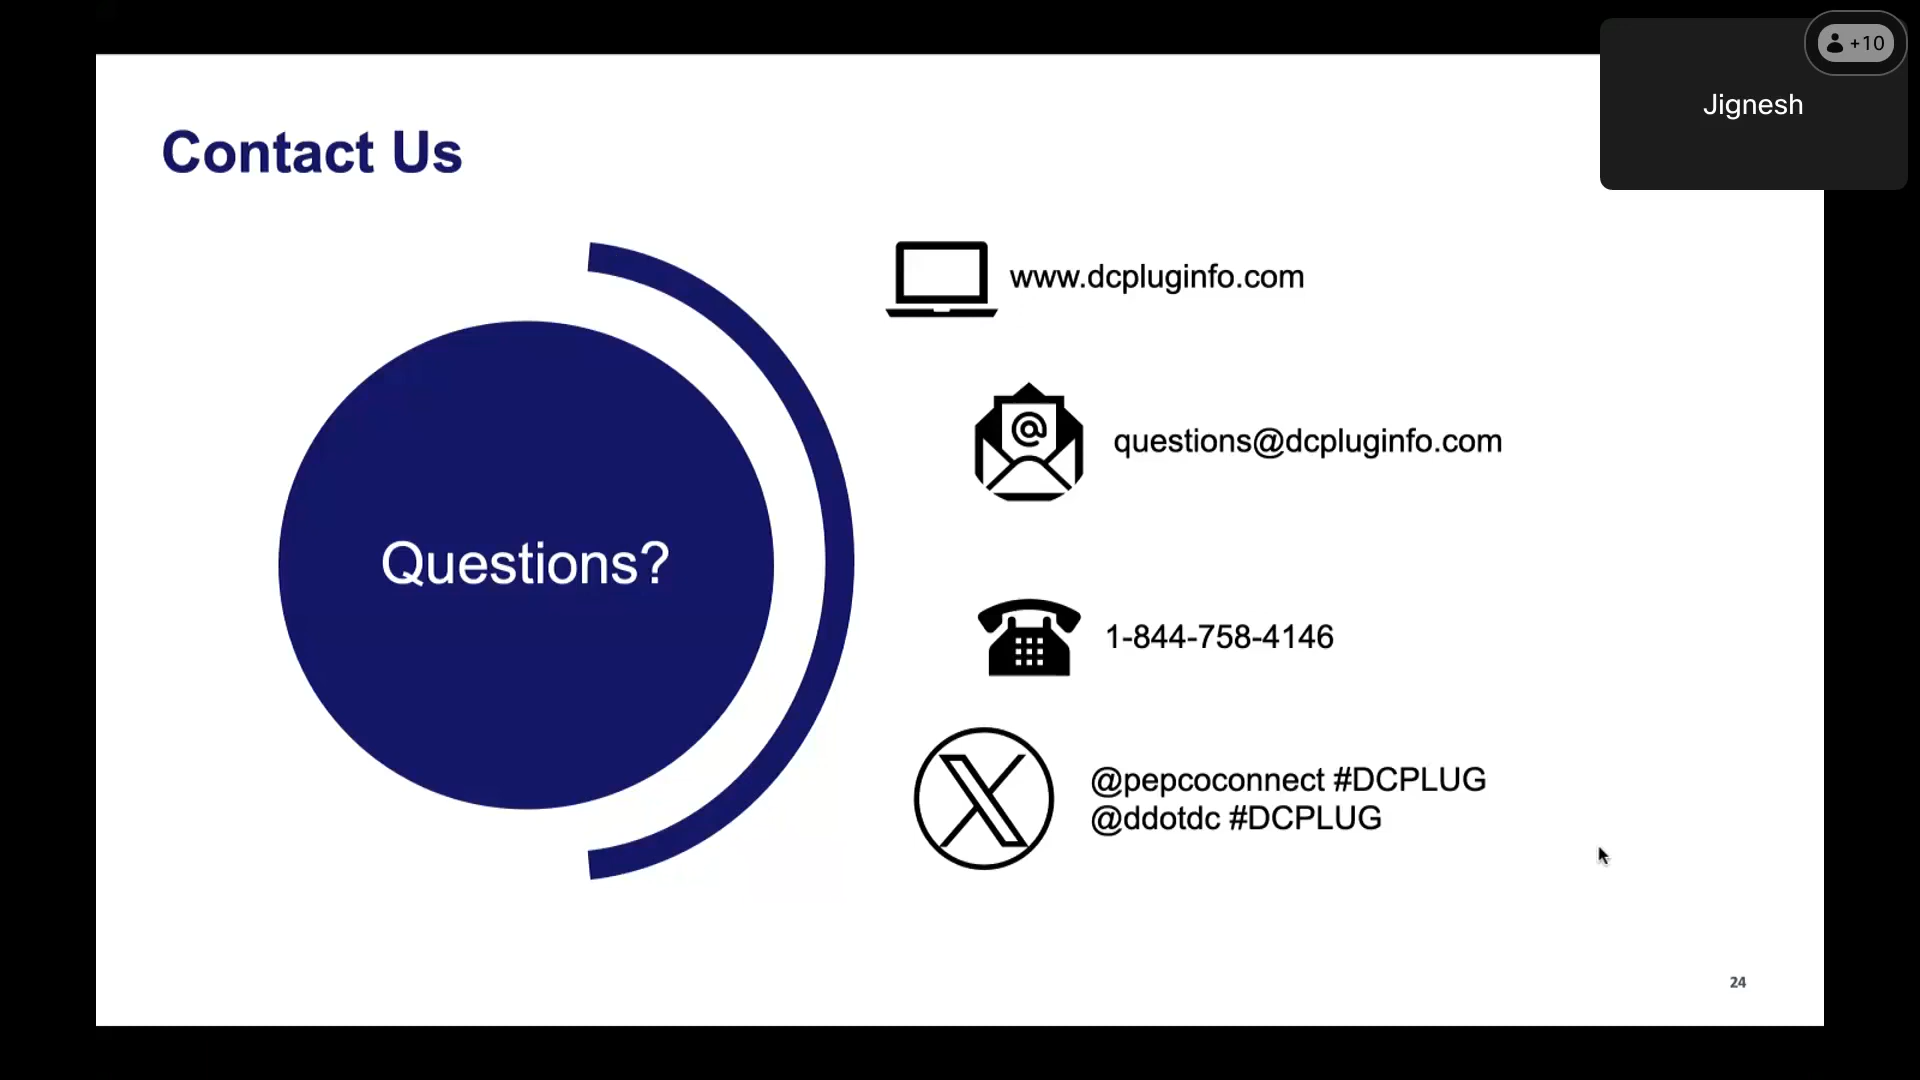 +10
Jignesh
Contact Us
Questions?
www.dcpluginfo.com
@
questions@dcpluginfo.com
1-844-758-4146
@pepcoconnect #DCPLUG
@ddotdc #DCPLUG
24